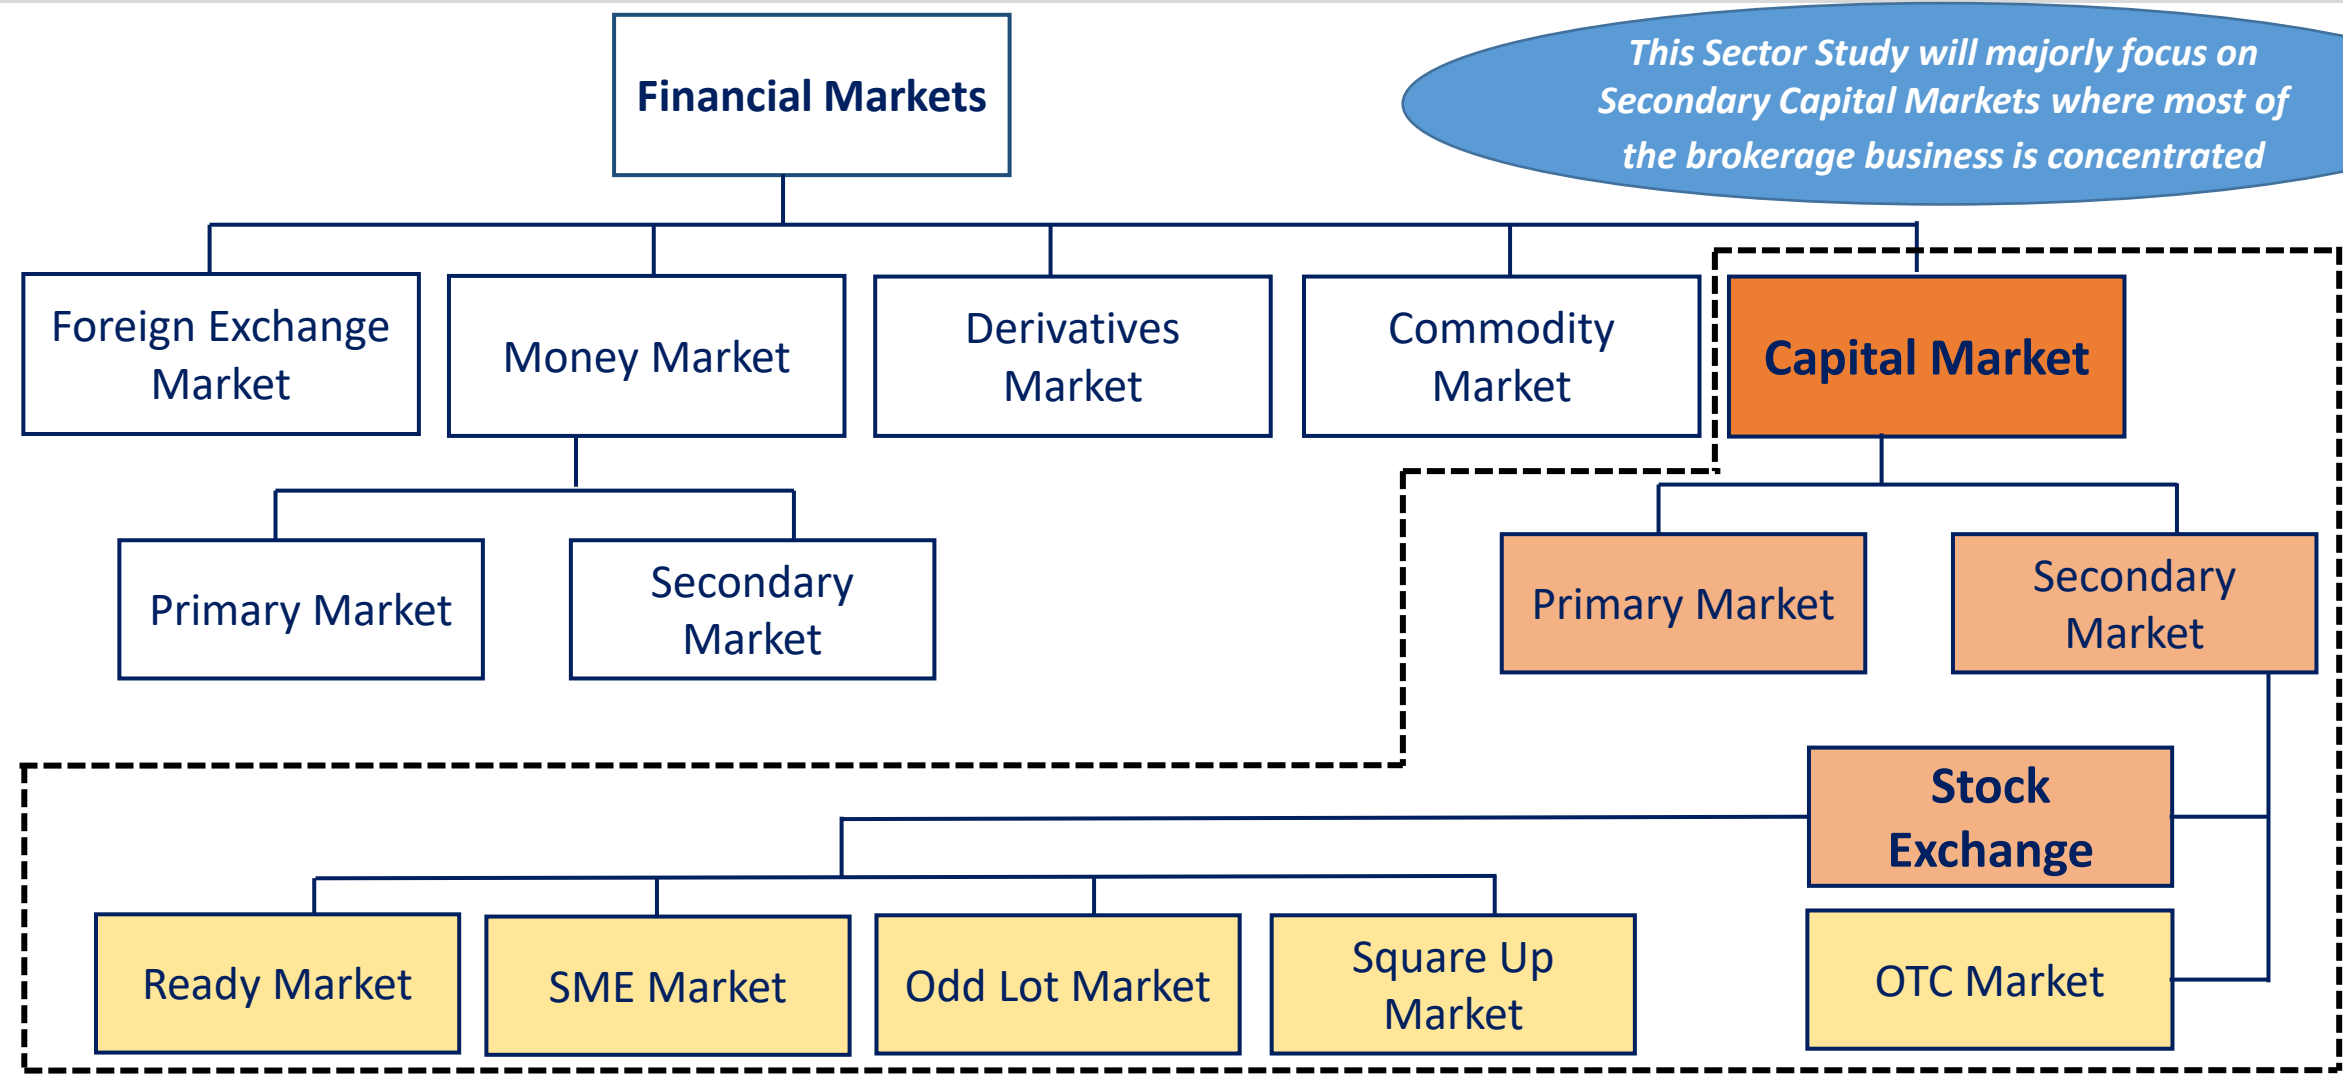 Financial Markets
This Sector Study will majorly focus on
Secondary Capital Markets where most of
the brokerage business is concentrated
Foreign Exchange
Market
Money Market
Derivatives
Market
Commodity
Market
Capital Market
Primary Market
Secondary
Market
Primary Market
Secondary
Market
Stock
Exchange
Ready Market
SME Market
Odd Lot Market
Square Up
Market
OTC Market